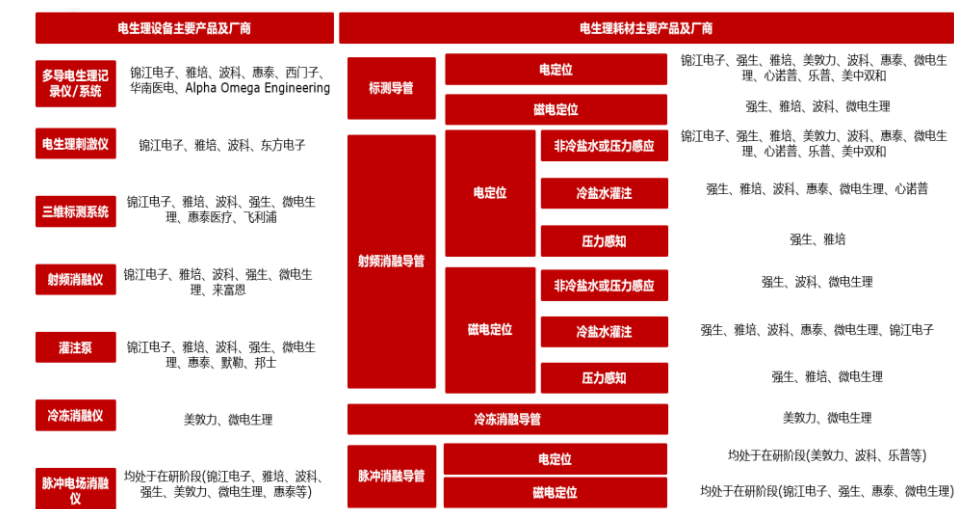 电生理设备主要产品及厂商
多导电生理记
录仪/系统
锦江电子、雅培、波科、惠泰、西门子、
华南医电、Alpha Omega Engineering
电生理刺激仪
锦江电子、雅培、波科、东方电子
三维标测系统
锦江电子、雅培、波科、强生、微电生
理、惠泰医疗、飞利浦
射频消融仪
锦江电子、雅培、波科、强生、微电生
理、来富恩
灌注泵
锦江电子、雅培、波科、强生、微电生
理、惠泰、默勒、邦士
冷冻消融仪
美敦力、微电生理
脉冲电场消融
仪
均处于在研阶段(锦江电子、雅培、波科、
强生、美敦力、微电生理、惠泰等)
电生理耗材主要产品及厂商
标测导管
电定位
锦江电子、强生、雅培、美敦力、波科、惠泰、微电生
理、心诺普、乐普、美中双和
磁电定位
强生、雅培、波科、微电生理
射频消融导管
电定位
非冷盐水或压力感应
锦江电子、强生、雅培、美敦力、波科、惠泰、微电生
理、心诺普、乐普、美中双和
冷盐水灌注
强生、雅培、波科、惠泰、微电生理、心诺普
压力感知
强生、雅培
磁电定位
非冷盐水或压力感应
强生、波科、微电生理
冷盐水灌注
强生、雅培、波科、惠泰、微电生理、锦江电子
压力感知
强生、雅培、微电生理
冷冻消融导管
美敦力、微电生理
脉冲消融导管
电定位
均处于在研阶段(美敦力、波科、乐普等)
磁电定位
均处于在研阶段(锦江电子、强生、惠泰、微电生理)